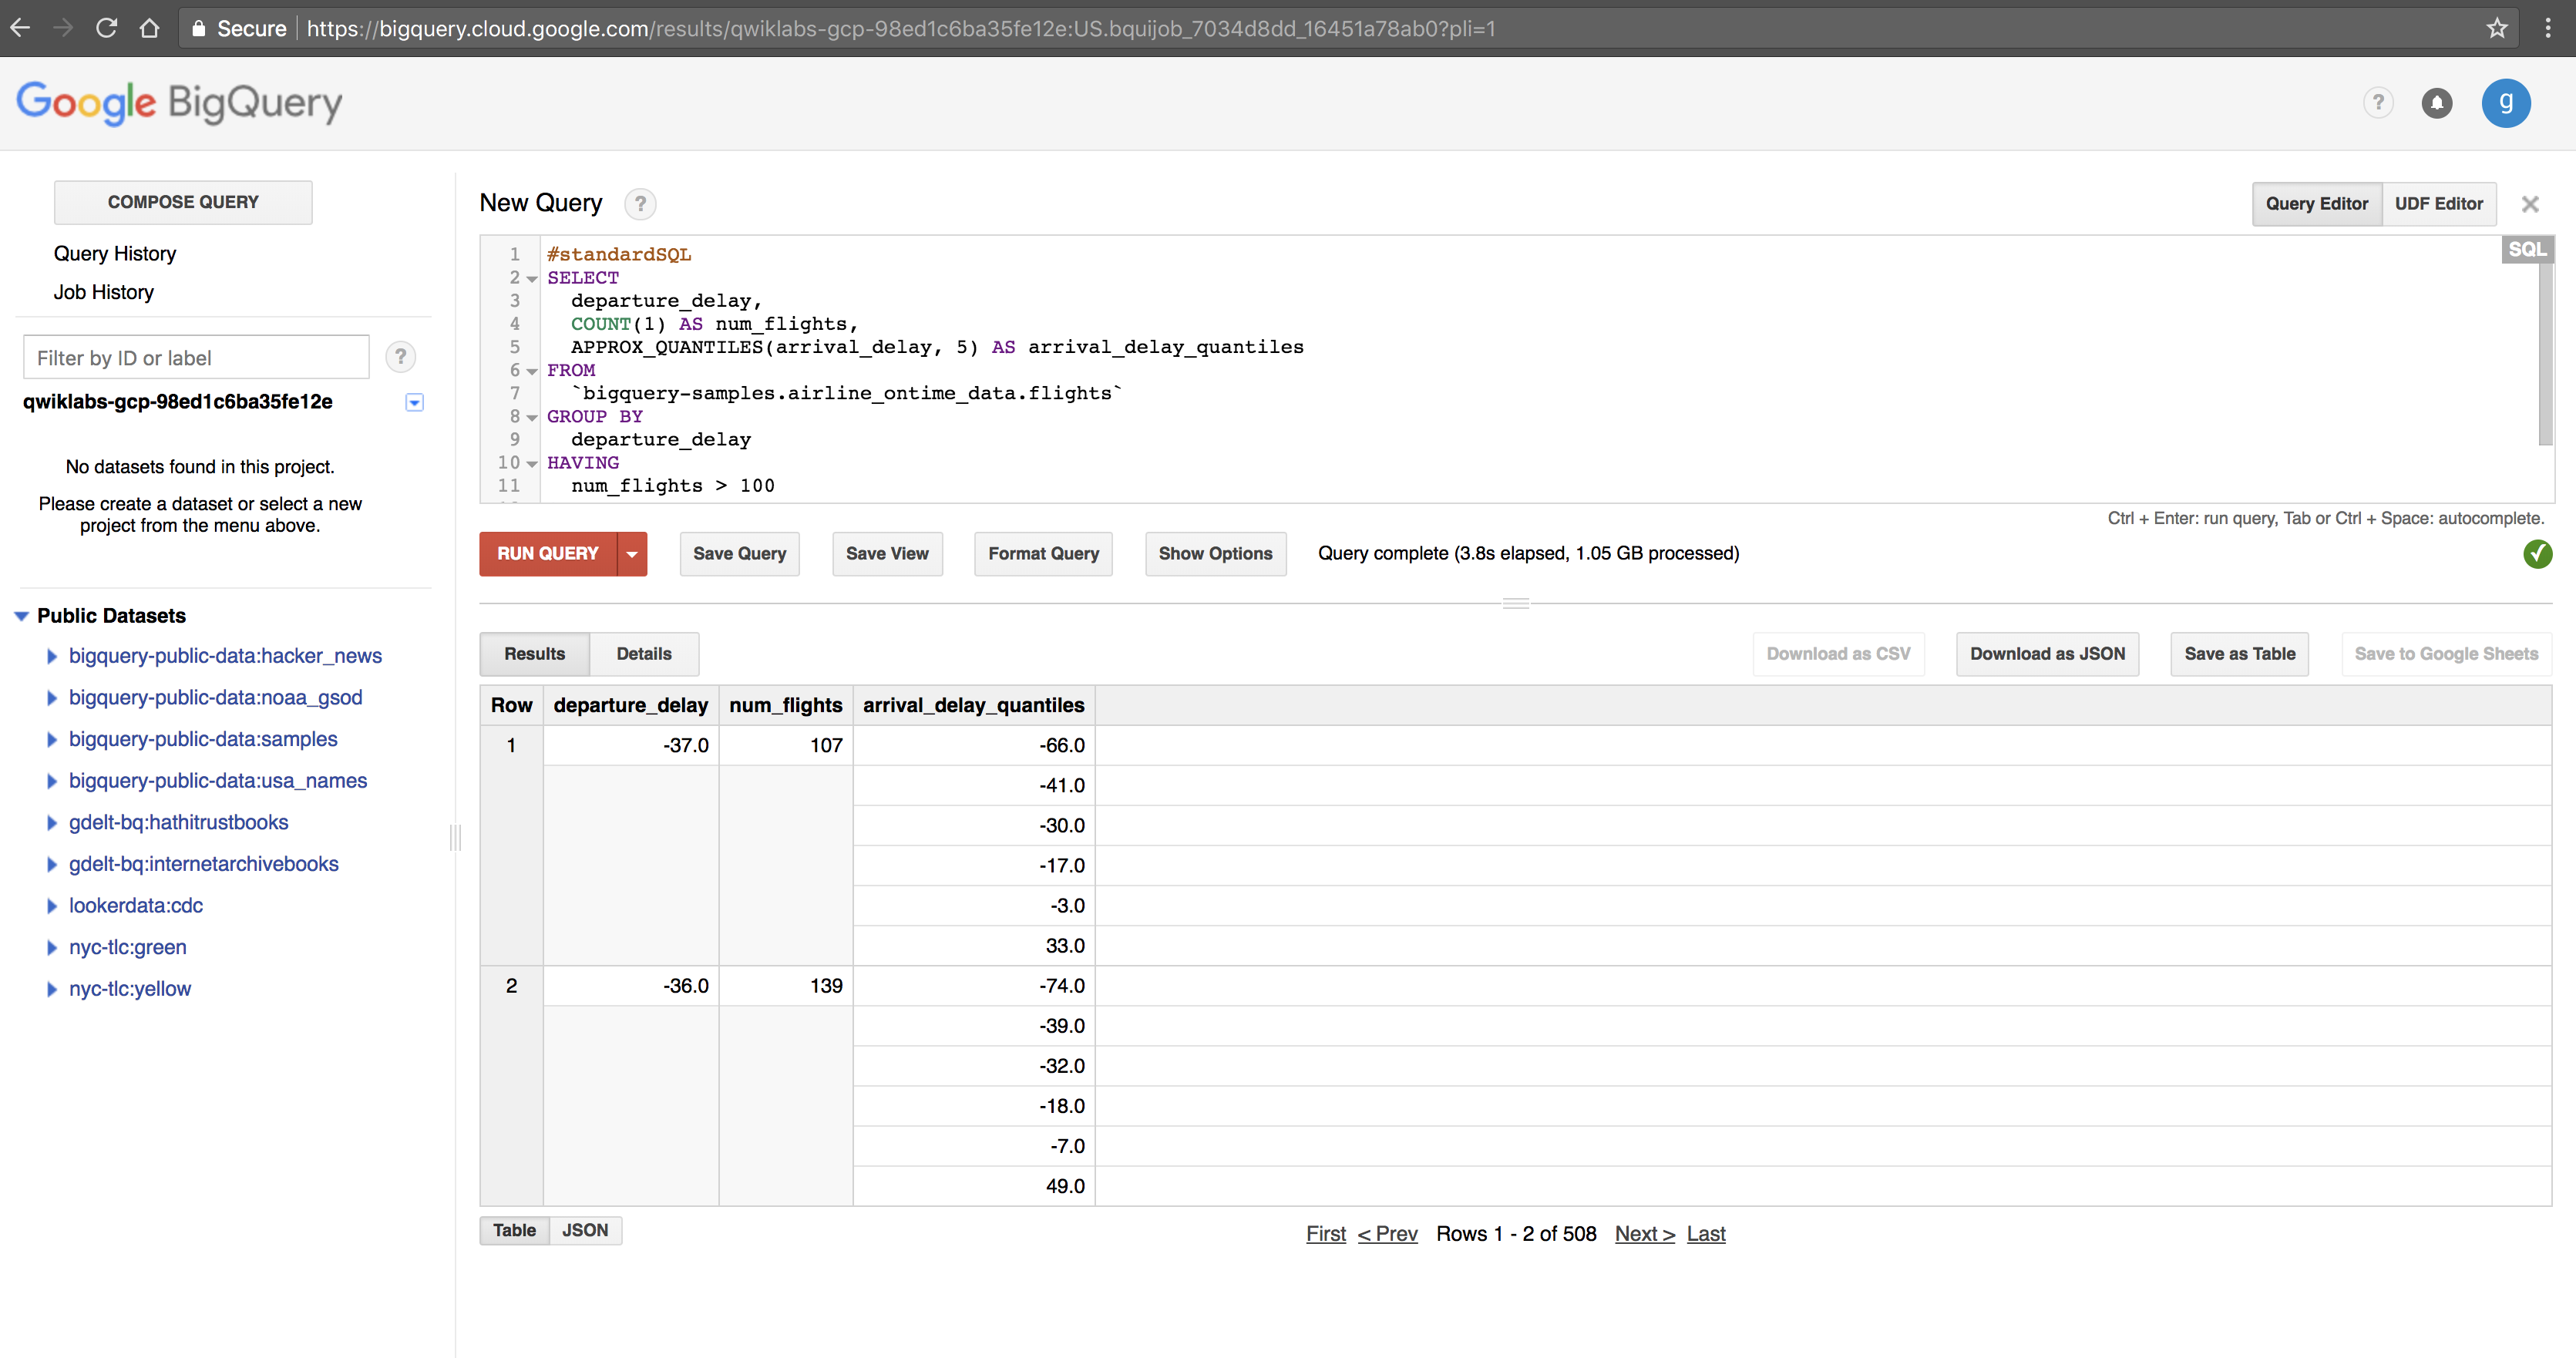 Secure https://bigquery.cloud.google.com/results/qwiklabs-gcp-98ed1c6ba35fe12e:US.bquijob_7034d8dd_16451a78ab0?pli=1
Google BigQuery
? g
COMPOSE QUERY
Query History
Job History
Filter by ID or label ?
qwiklabs-gcp-98ed1c6ba35fe12e
No datasets found in this project.
Please create a dataset or select a new
project from the menu above.
Public Datasets
bigquery-public-data:hacker_news
bigquery-public-data:noaa_gsod
bigquery-public-data:samples
bigquery-public-data:usa_names
gdelt-bq:hathitrustbooks
gdelt-bq:internetarchivebooks
lookerdata:cdc
nyc-tlc:green
nyc-tlc:yellow
New Query ? Query Editor UDF Editor
SQL
1 #standardSQL
2 SELECT
3 departure_delay,
4 COUNT(1) AS num_flights,
5 APPROX_QUANTILES(arrival_delay, 5) AS arrival_delay_quantiles
6 FROM
7 `bigquery-samples.airline_ontime_data.flights`
8 GROUP BY
9 departure_delay
10 HAVING
11 num_flights > 100
Ctrl + Enter: run query, Tab or Ctrl + Space: autocomplete.
RUN QUERY Save Query Save View Format Query Show Options Query complete (3.8s elapsed, 1.05 GB processed)
Results Details Download as CSV Download as JSON Save as Table Save to Google Sheets
Row departure_delay num_flights arrival_delay_quantiles
1 -37.0 107 -66.0
-41.0
-30.0
-17.0
-3.0
33.0
2 -36.0 139 -74.0
-39.0
-32.0
-18.0
-7.0
49.0
Table JSON First < Prev Rows 1 - 2 of 508 Next > Last